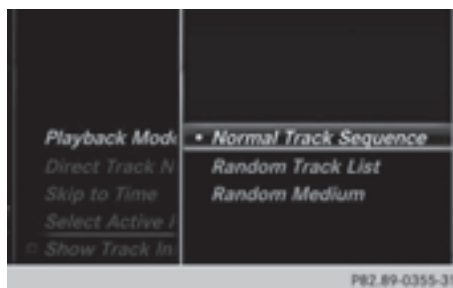 Playback Mod
Normal Track Sequence
Direct Track N
Random Track List
Skip to Time
Random Medium
Select Active
Show Track In
P82.89-0355-31